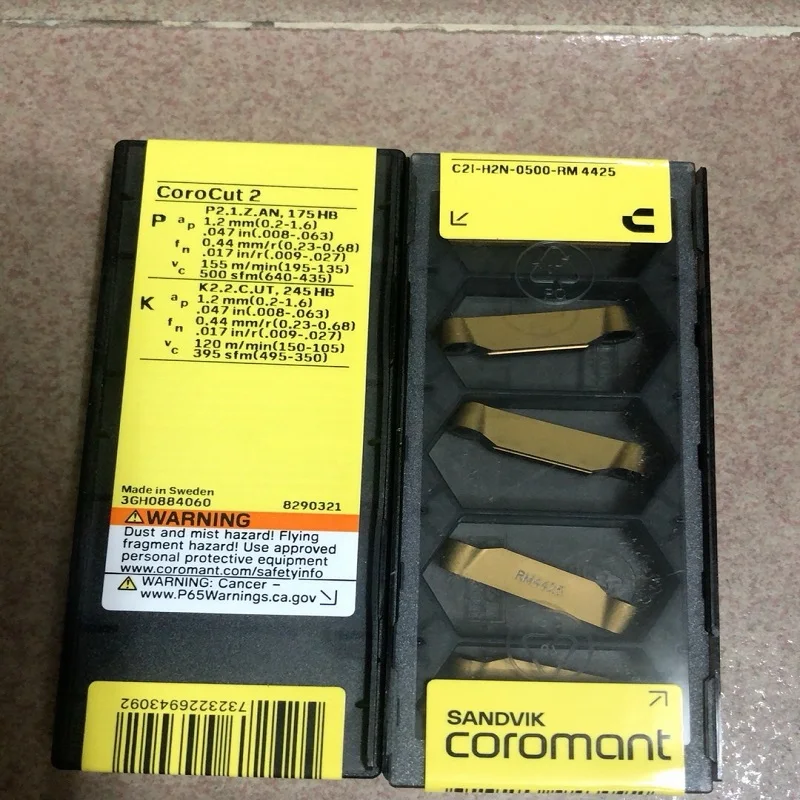 CoroCut 2
P2.1.Z.AN, 175 HB
P ap 1.2 mm(0.2-1.6)
.047 in(.008-.063)
fn 0.44 mm/r(0.23-0.68)
.017 in/r(.009-.027)
vc 155 m/min(195-135)
500 sfm(640-435)
K2.2.C.UT, 245 HB
K ap 1.2 mm(0.2-1.6)
.047 in(.008-.063)
fn 0.44 mm/r(0.23-0.68)
.017 in/r(.009-.027)
vc 120 m/min(150-105)
395 sfm(495-350)
Made in Sweden
3GH0884060 8290321
WARNING
Dust and mist hazard! Flying
fragment hazard! Use approved
personal protective equipment
www.coromant.com/safetyinfo
WARNING: Cancer –
www.P65Warnings.ca.gov
7323226943092
C2I-H2N-0500-RM 4425
RM4425
SANDVIK
coromant